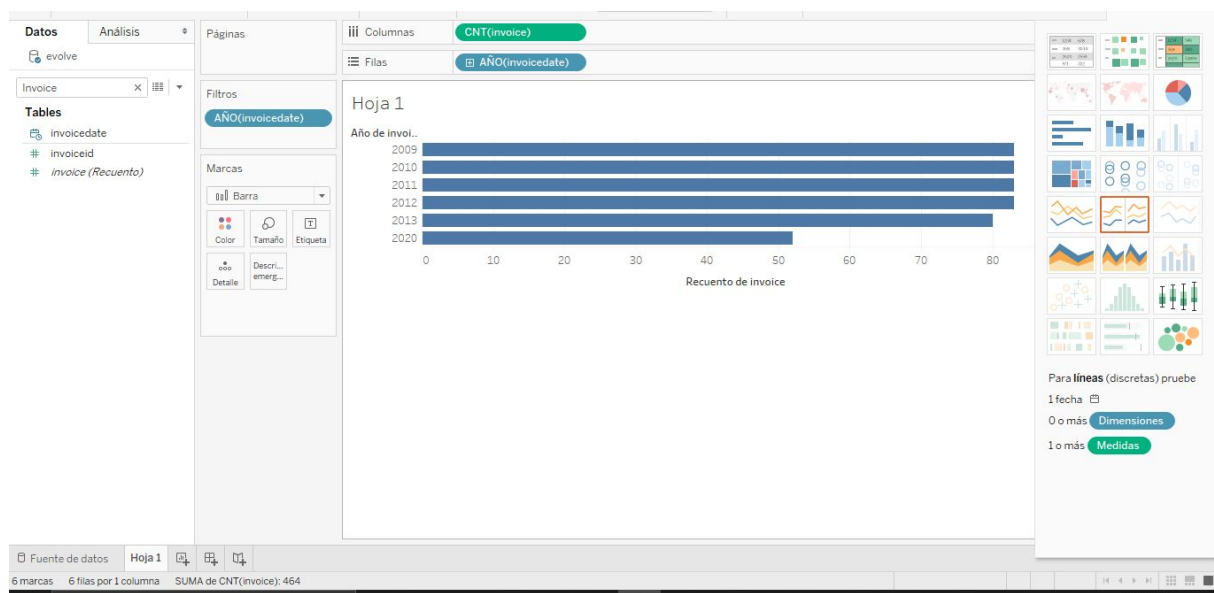 Datos Análisis
evolve
Invoice
Tables
invoicedate
# invoiceid
# invoice (Recuento)
Páginas
Filtros
AÑO(invoicedate)
Marcas
Barra
Color Tamaño Etiqueta
Detalle Descri... emerg...
Columnas CNT(invoice)
Filas AÑO(invoicedate)
Hoja 1
Año de invoi..
2009
2010
2011
2012
2013
2020
0 10 20 30 40 50 60 70 80
Recuento de invoice
Para líneas (discretas) pruebe
1 fecha
0 o más Dimensiones
1 o más Medidas
Fuente de datos Hoja 1
6 marcas 6 filas por 1 columna SUMA de CNT(invoice): 464